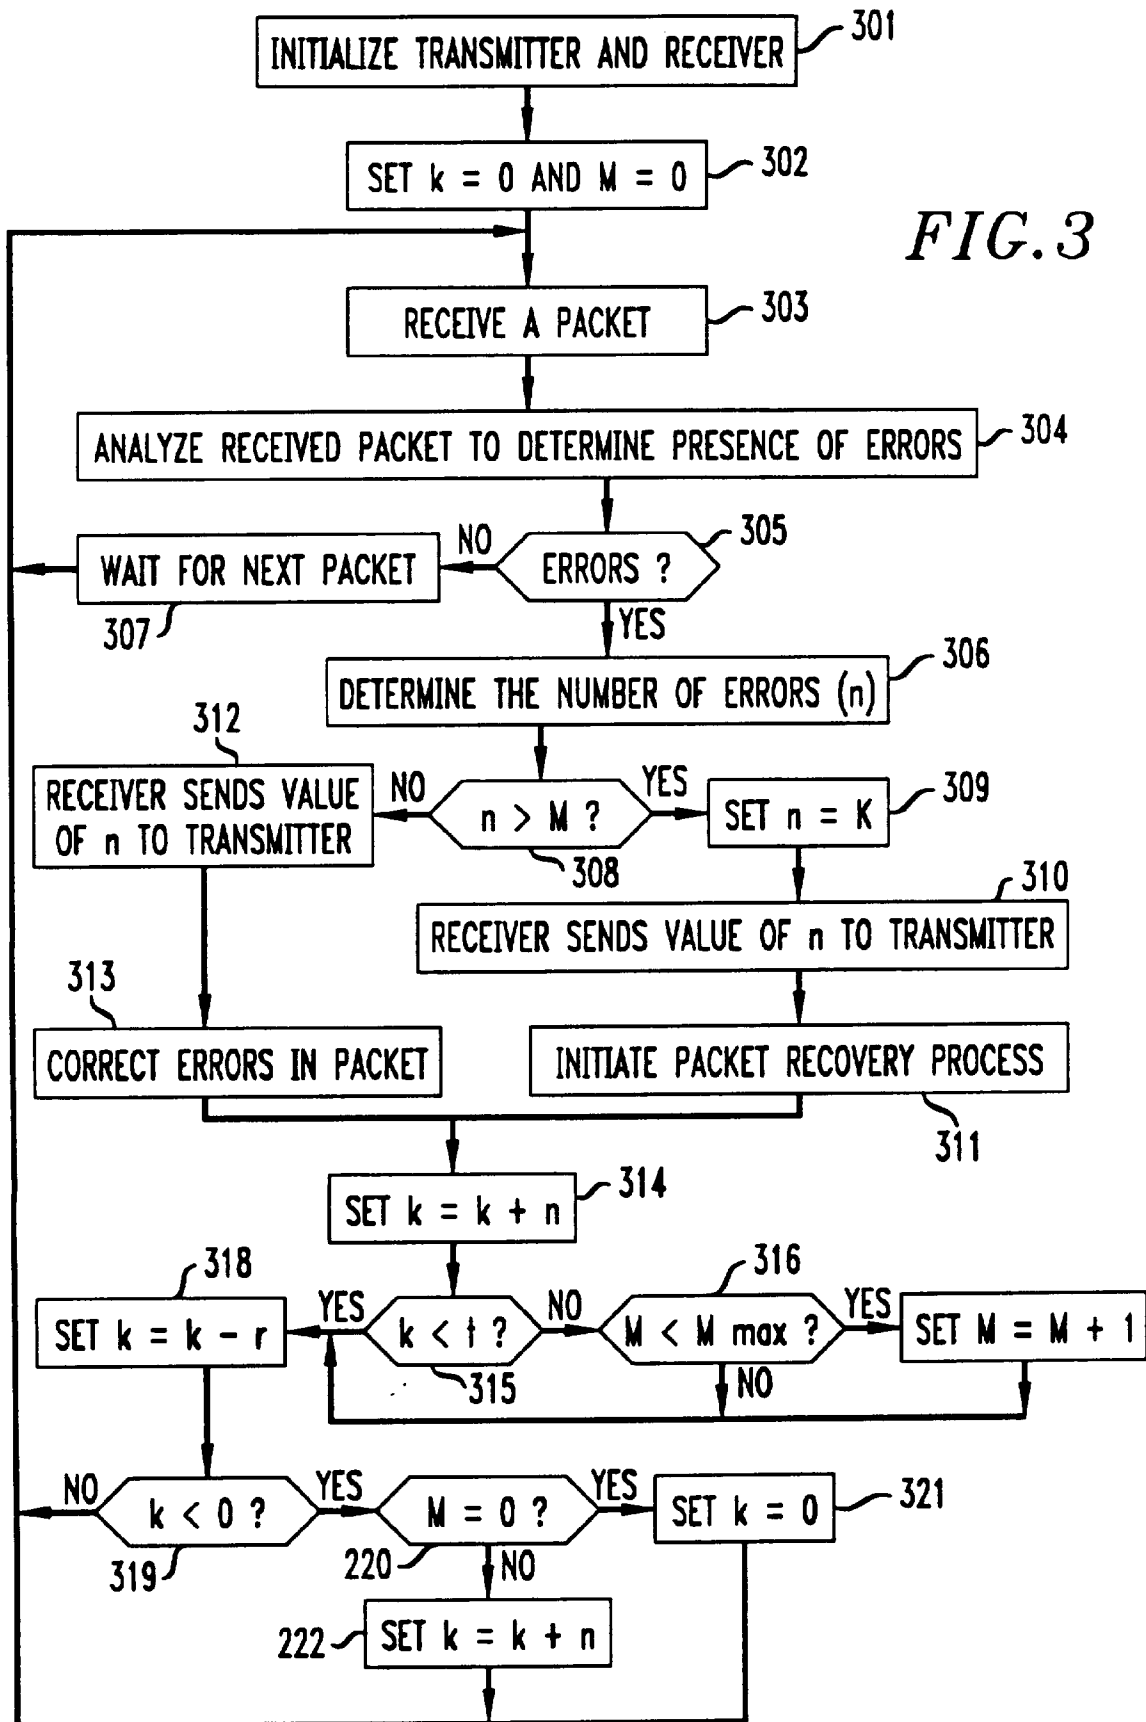 INITIALIZE TRANSMITTER AND RECEIVER
301
SET k = 0 AND M = 0
302
FIG. 3
RECEIVE A PACKET
303
ANALYZE RECEIVED PACKET TO DETERMINE PRESENCE OF ERRORS
304
ERRORS ?
305
NO
WAIT FOR NEXT PACKET
307
YES
DETERMINE THE NUMBER OF ERRORS (n)
306
312
RECEIVER SENDS VALUE
OF n TO TRANSMITTER
NO
n > M ?
308
YES
SET n = K
309
310
RECEIVER SENDS VALUE OF n TO TRANSMITTER
313
CORRECT ERRORS IN PACKET
INITIATE PACKET RECOVERY PROCESS
311
SET k = k + n
314
318
SET k = k - r
YES
k < t ?
315
NO
316
M < M max ?
YES
SET M = M + 1
NO
NO
k < 0 ?
319
YES
M = 0 ?
220
YES
SET k = 0
321
NO
222
SET k = k + n